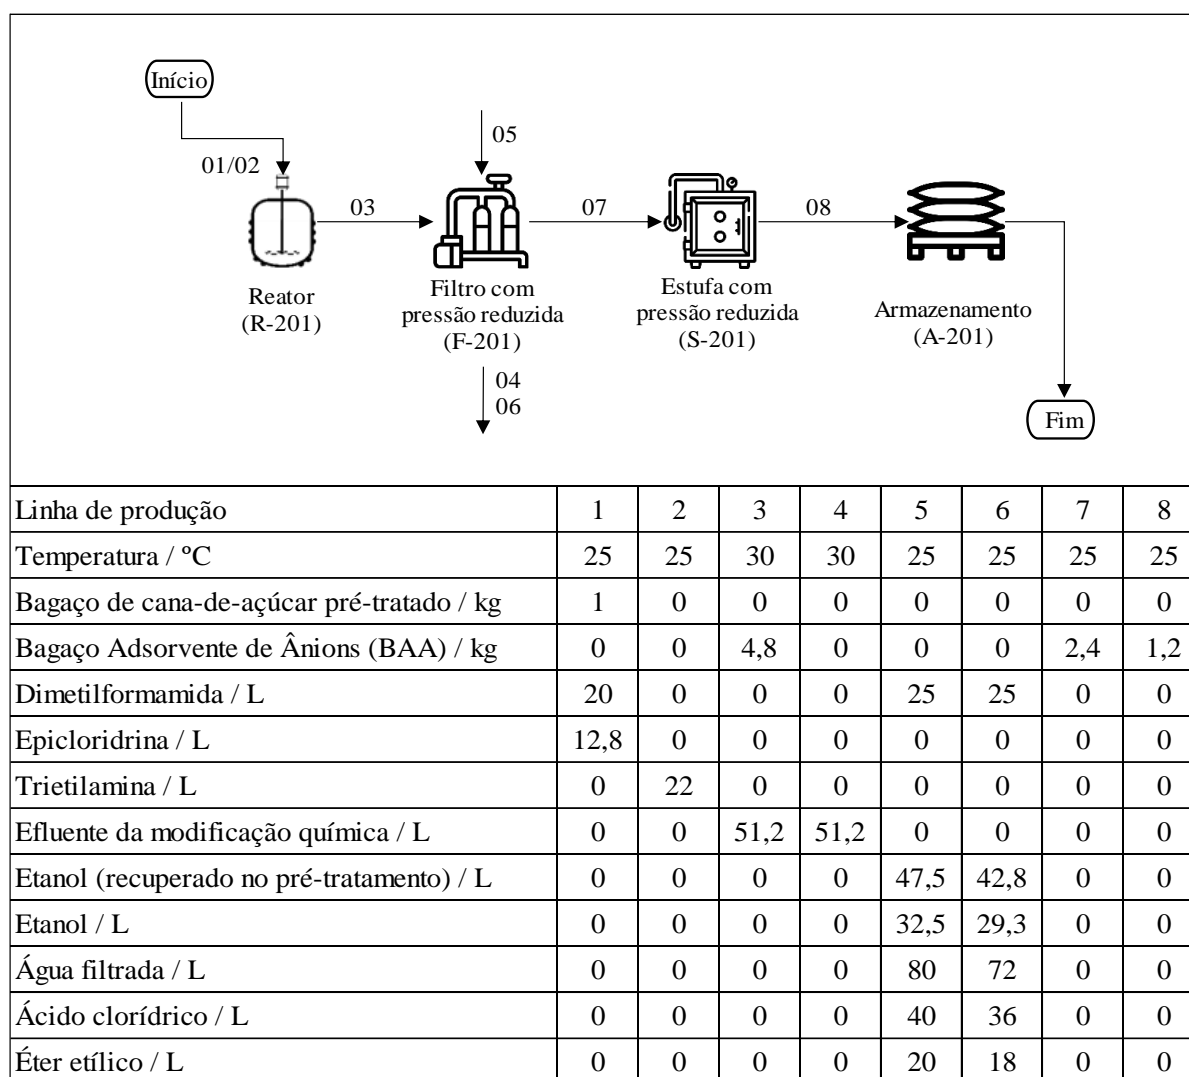 Início
01/02
03
05
07
08
Reator
(R-201)
Filtro com
pressão reduzida
(F-201)
Estufa com
pressão reduzida
(S-201)
Armazenamento
(A-201)
04
06
Fim
Linha de produção 1 2 3 4 5 6 7 8
Temperatura / ºC 25 25 30 30 25 25 25 25
Bagaço de cana-de-açúcar pré-tratado / kg 1 0 0 0 0 0 0 0
Bagaço Adsorvente de Ânions (BAA) / kg 0 0 4,8 0 0 0 2,4 1,2
Dimetilformamida / L 20 0 0 0 25 25 0 0
Epicloridrina / L 12,8 0 0 0 0 0 0 0
Trietilamina / L 0 22 0 0 0 0 0 0
Efluente da modificação química / L 0 0 51,2 51,2 0 0 0 0
Etanol (recuperado no pré-tratamento) / L 0 0 0 0 47,5 42,8 0 0
Etanol / L 0 0 0 0 32,5 29,3 0 0
Água filtrada / L 0 0 0 0 80 72 0 0
Ácido clorídrico / L 0 0 0 0 40 36 0 0
Éter etílico / L 0 0 0 0 20 18 0 0